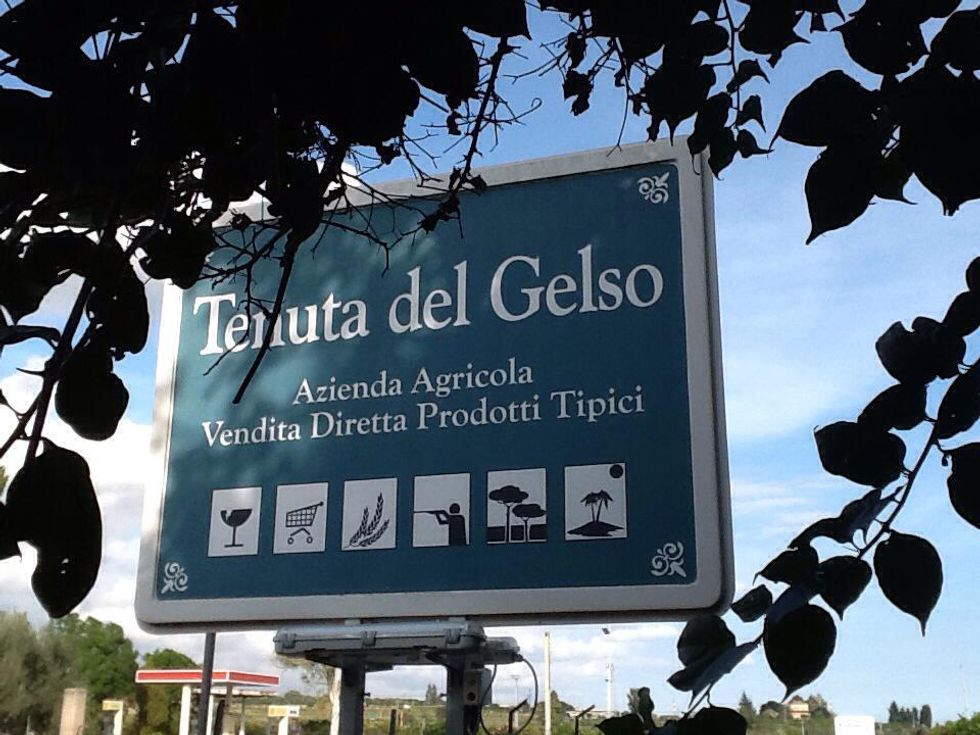 Tenuta del Gelso
Azienda Agricola
Vendita Diretta Prodotti Tipici